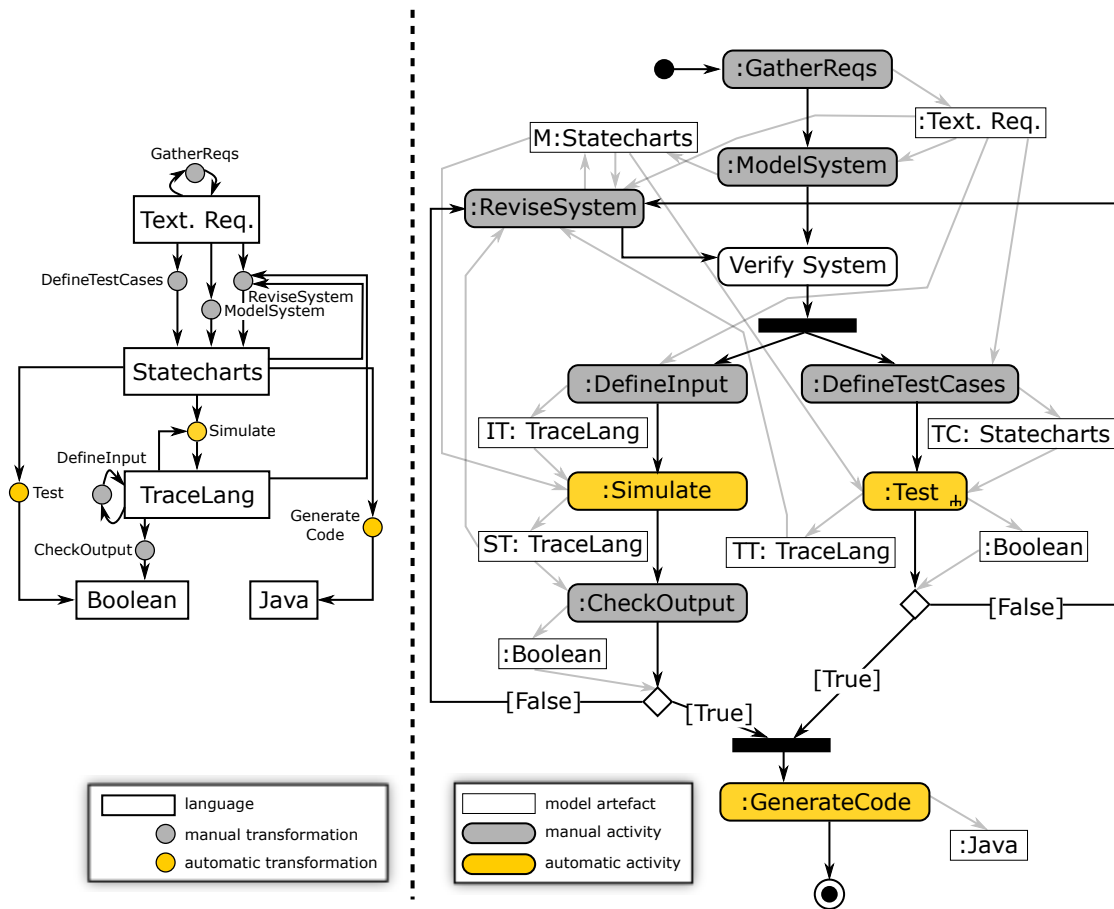 GatherReqs
Text. Req.
DefineTestCases
ReviseSystem
ModelSystem
Statecharts
Simulate
DefineInput
Test
TraceLang
Generate
Code
CheckOutput
Boolean
Java
language
manual transformation
automatic transformation
:GatherReqs
:Text. Req.
M:Statecharts
:ModelSystem
:ReviseSystem
Verify System
:DefineInput
:DefineTestCases
IT: TraceLang
TC: Statecharts
:Simulate
:Test
ST: TraceLang
TT: TraceLang
:Boolean
:CheckOutput
[False]
:Boolean
[True]
[False]
[True]
:GenerateCode
:Java
model artefact
manual activity
automatic activity